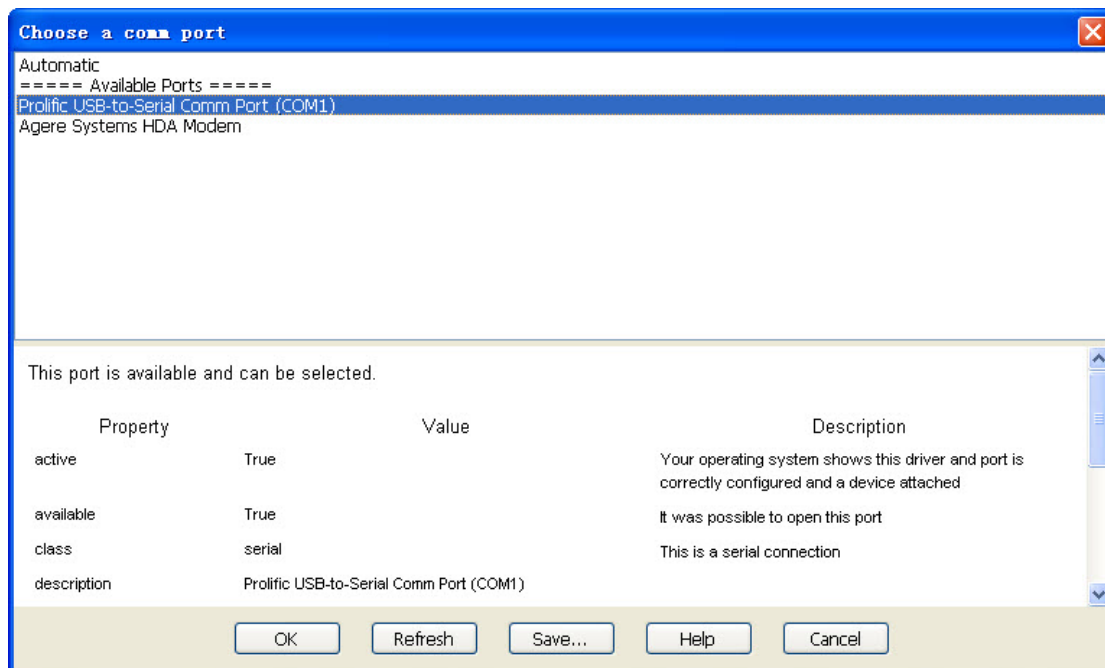 Choose a comm port
Automatic
===== Available Ports =====
Prolific USB-to-Serial Comm Port (COM1)
Agere Systems HDA Modem
This port is available and can be selected.
Property Value Description
active True Your operating system shows this driver and port is
correctly configured and a device attached
available True It was possible to open this port
class serial This is a serial connection
description Prolific USB-to-Serial Comm Port (COM1)
OK Refresh Save... Help Cancel